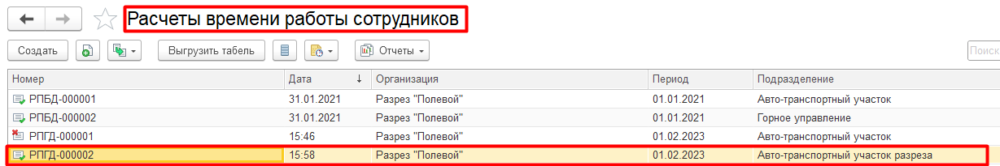 Расчеты времени работы сотрудников
Создать Выгрузить табель Отчеты Поиск
Номер Дата ↓ Организация Период Подразделение
РПБД-000001 31.01.2021 Разрез "Полевой" 01.01.2021 Авто-транспортный участок
РПБД-000002 31.01.2021 Разрез "Полевой" 01.01.2021 Горное управление
РПГД-000001 15:46 Разрез "Полевой" 01.02.2023 Авто-транспортный участок
РПГД-000002 15:58 Разрез "Полевой" 01.02.2023 Авто-транспортный участок разреза